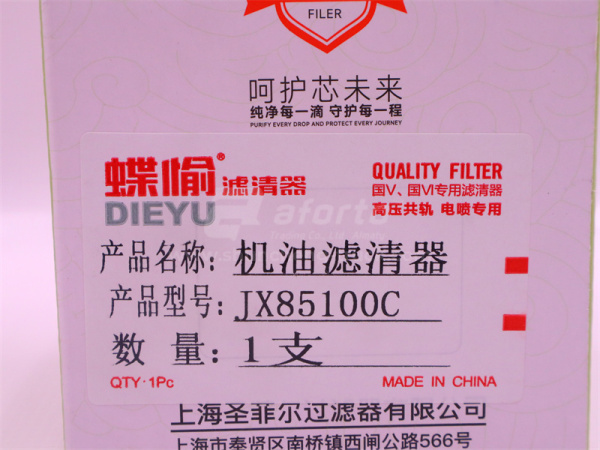 FILER
呵护芯未来
纯净每一滴 守护每一程
PURIFY EVERY DROP AND PROTECT EVERY JOURNEY
蝶愉® 滤清器
DIEYU
QUALITY FILTER
国Ⅴ、国Ⅵ专用滤清器
高压共轨 电喷专用
aforto
产品名称: 机油滤清器
产品型号: JX85100C
数量: 1支
QTY·1Pc
MADE IN CHINA
上海圣菲尔过滤器有限公司
上海市奉贤区南桥镇西闸公路566号